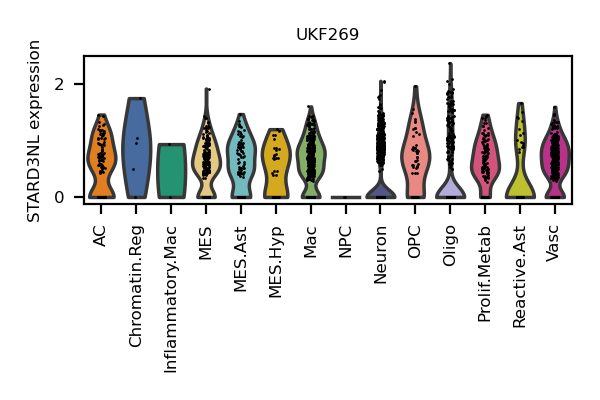 UKF269
STARD3NL expression
2
0
AC
Chromatin.Reg
Inflammatory.Mac
MES
MES.Ast
MES.Hyp
Mac
NPC
Neuron
OPC
Oligo
Prolif.Metab
Reactive.Ast
Vasc